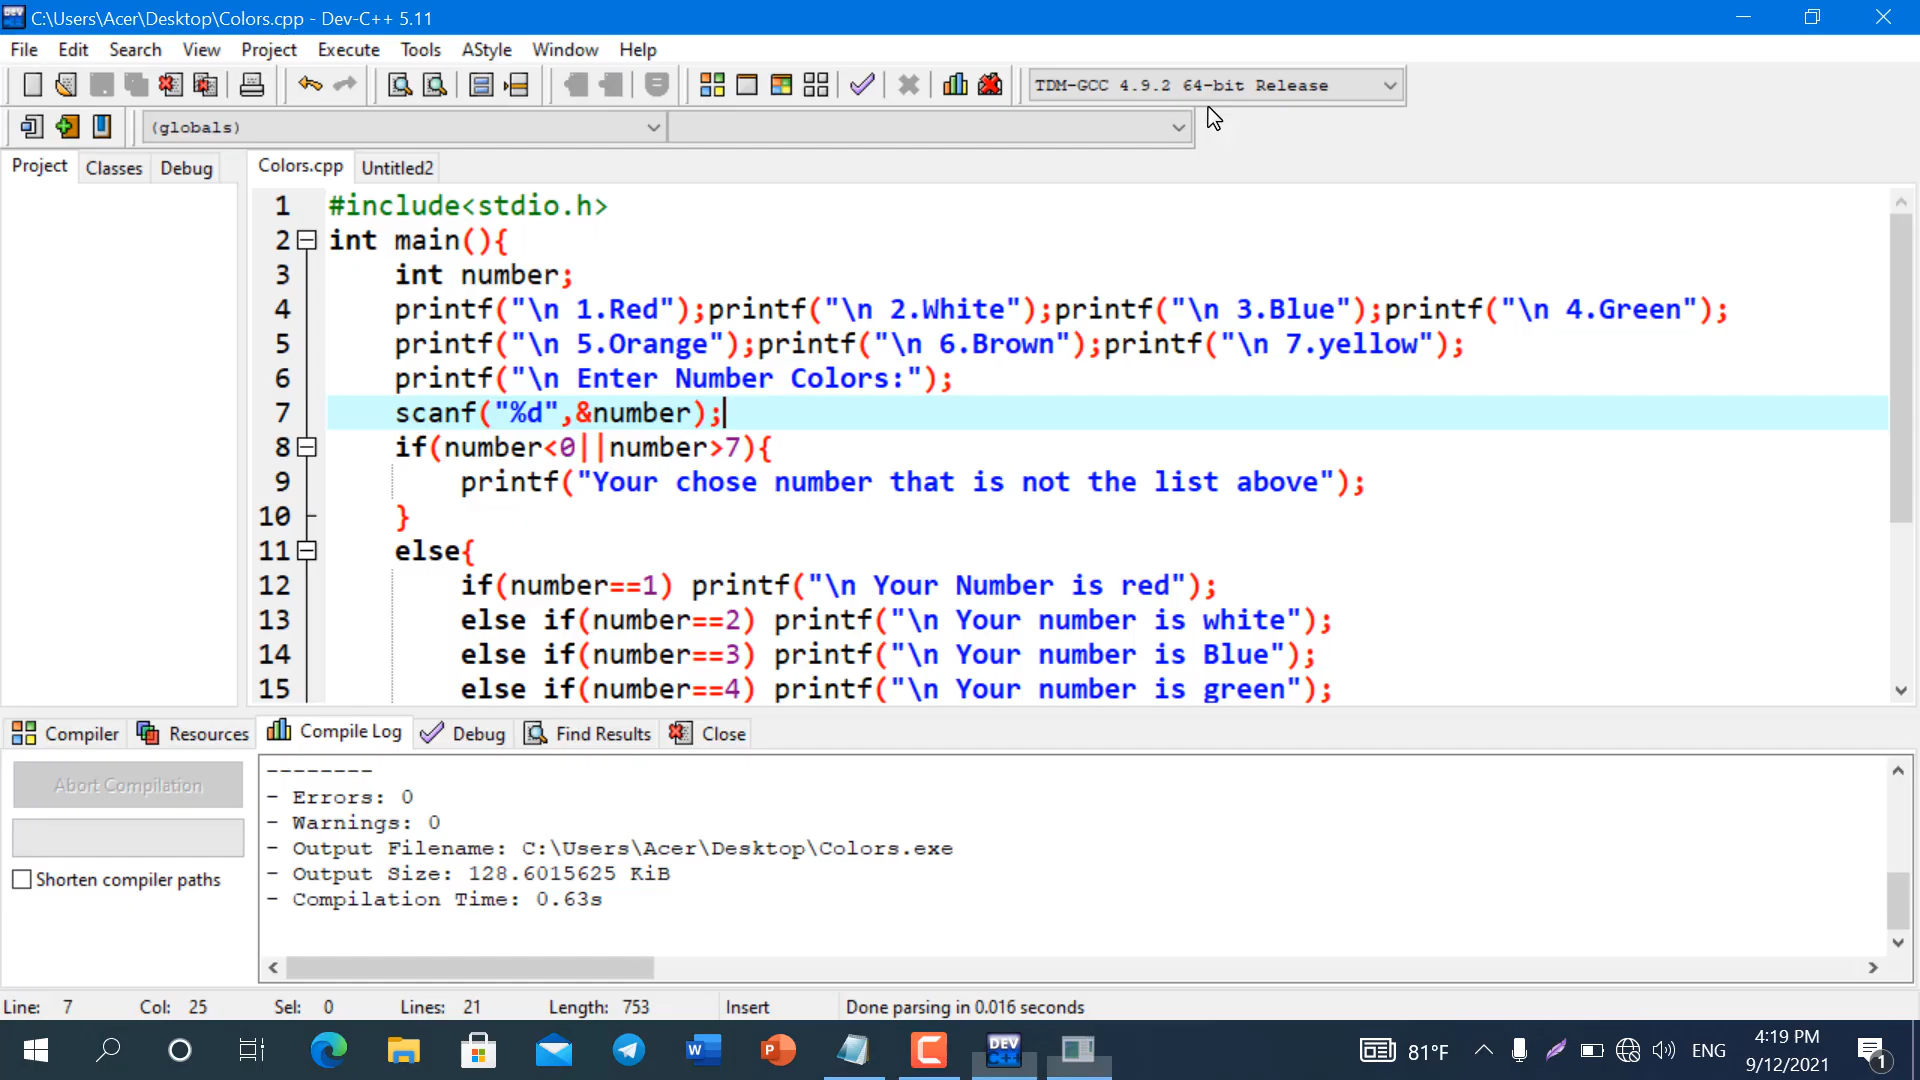 C:\Users\Acer\Desktop\Colors.cpp - Dev-C++ 5.11
File Edit Search View Project Execute Tools AStyle Window Help
TDM-GCC 4.9.2 64-bit Release
(globals)
Project Classes Debug
Colors.cpp Untitled2
1 #include<stdio.h>
2 int main(){
3 int number;
4 printf("\n 1.Red");printf("\n 2.White");printf("\n 3.Blue");printf("\n 4.Green");
5 printf("\n 5.Orange");printf("\n 6.Brown");printf("\n 7.yellow");
6 printf("\n Enter Number Colors:");
7 scanf("%d",&number);
8 if(number<0||number>7){
9 printf("Your chose number that is not the list above");
10 }
11 else{
12 if(number==1) printf("\n Your Number is red");
13 else if(number==2) printf("\n Your number is white");
14 else if(number==3) printf("\n Your number is Blue");
15 else if(number==4) printf("\n Your number is green");
Compiler Resources Compile Log Debug Find Results Close
Abort Compilation
Shorten compiler paths
--------
- Errors: 0
- Warnings: 0
- Output Filename: C:\Users\Acer\Desktop\Colors.exe
- Output Size: 128.6015625 KiB
- Compilation Time: 0.63s
Line: 7 Col: 25 Sel: 0 Lines: 21 Length: 753 Insert Done parsing in 0.016 seconds
W P DEV C++ 81°F ENG 4:19 PM
9/12/2021 1